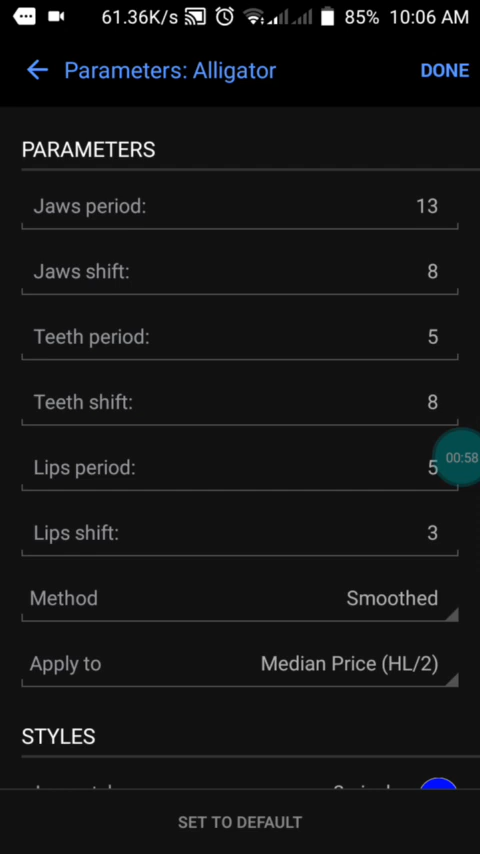 61.36K/s 85% 10:06 AM
Parameters: Alligator DONE
PARAMETERS
Jaws period: 13
Jaws shift: 8
Teeth period: 5
Teeth shift: 8
00:58
Lips period: 5
Lips shift: 3
Method Smoothed
Apply to Median Price (HL/2)
STYLES
SET TO DEFAULT